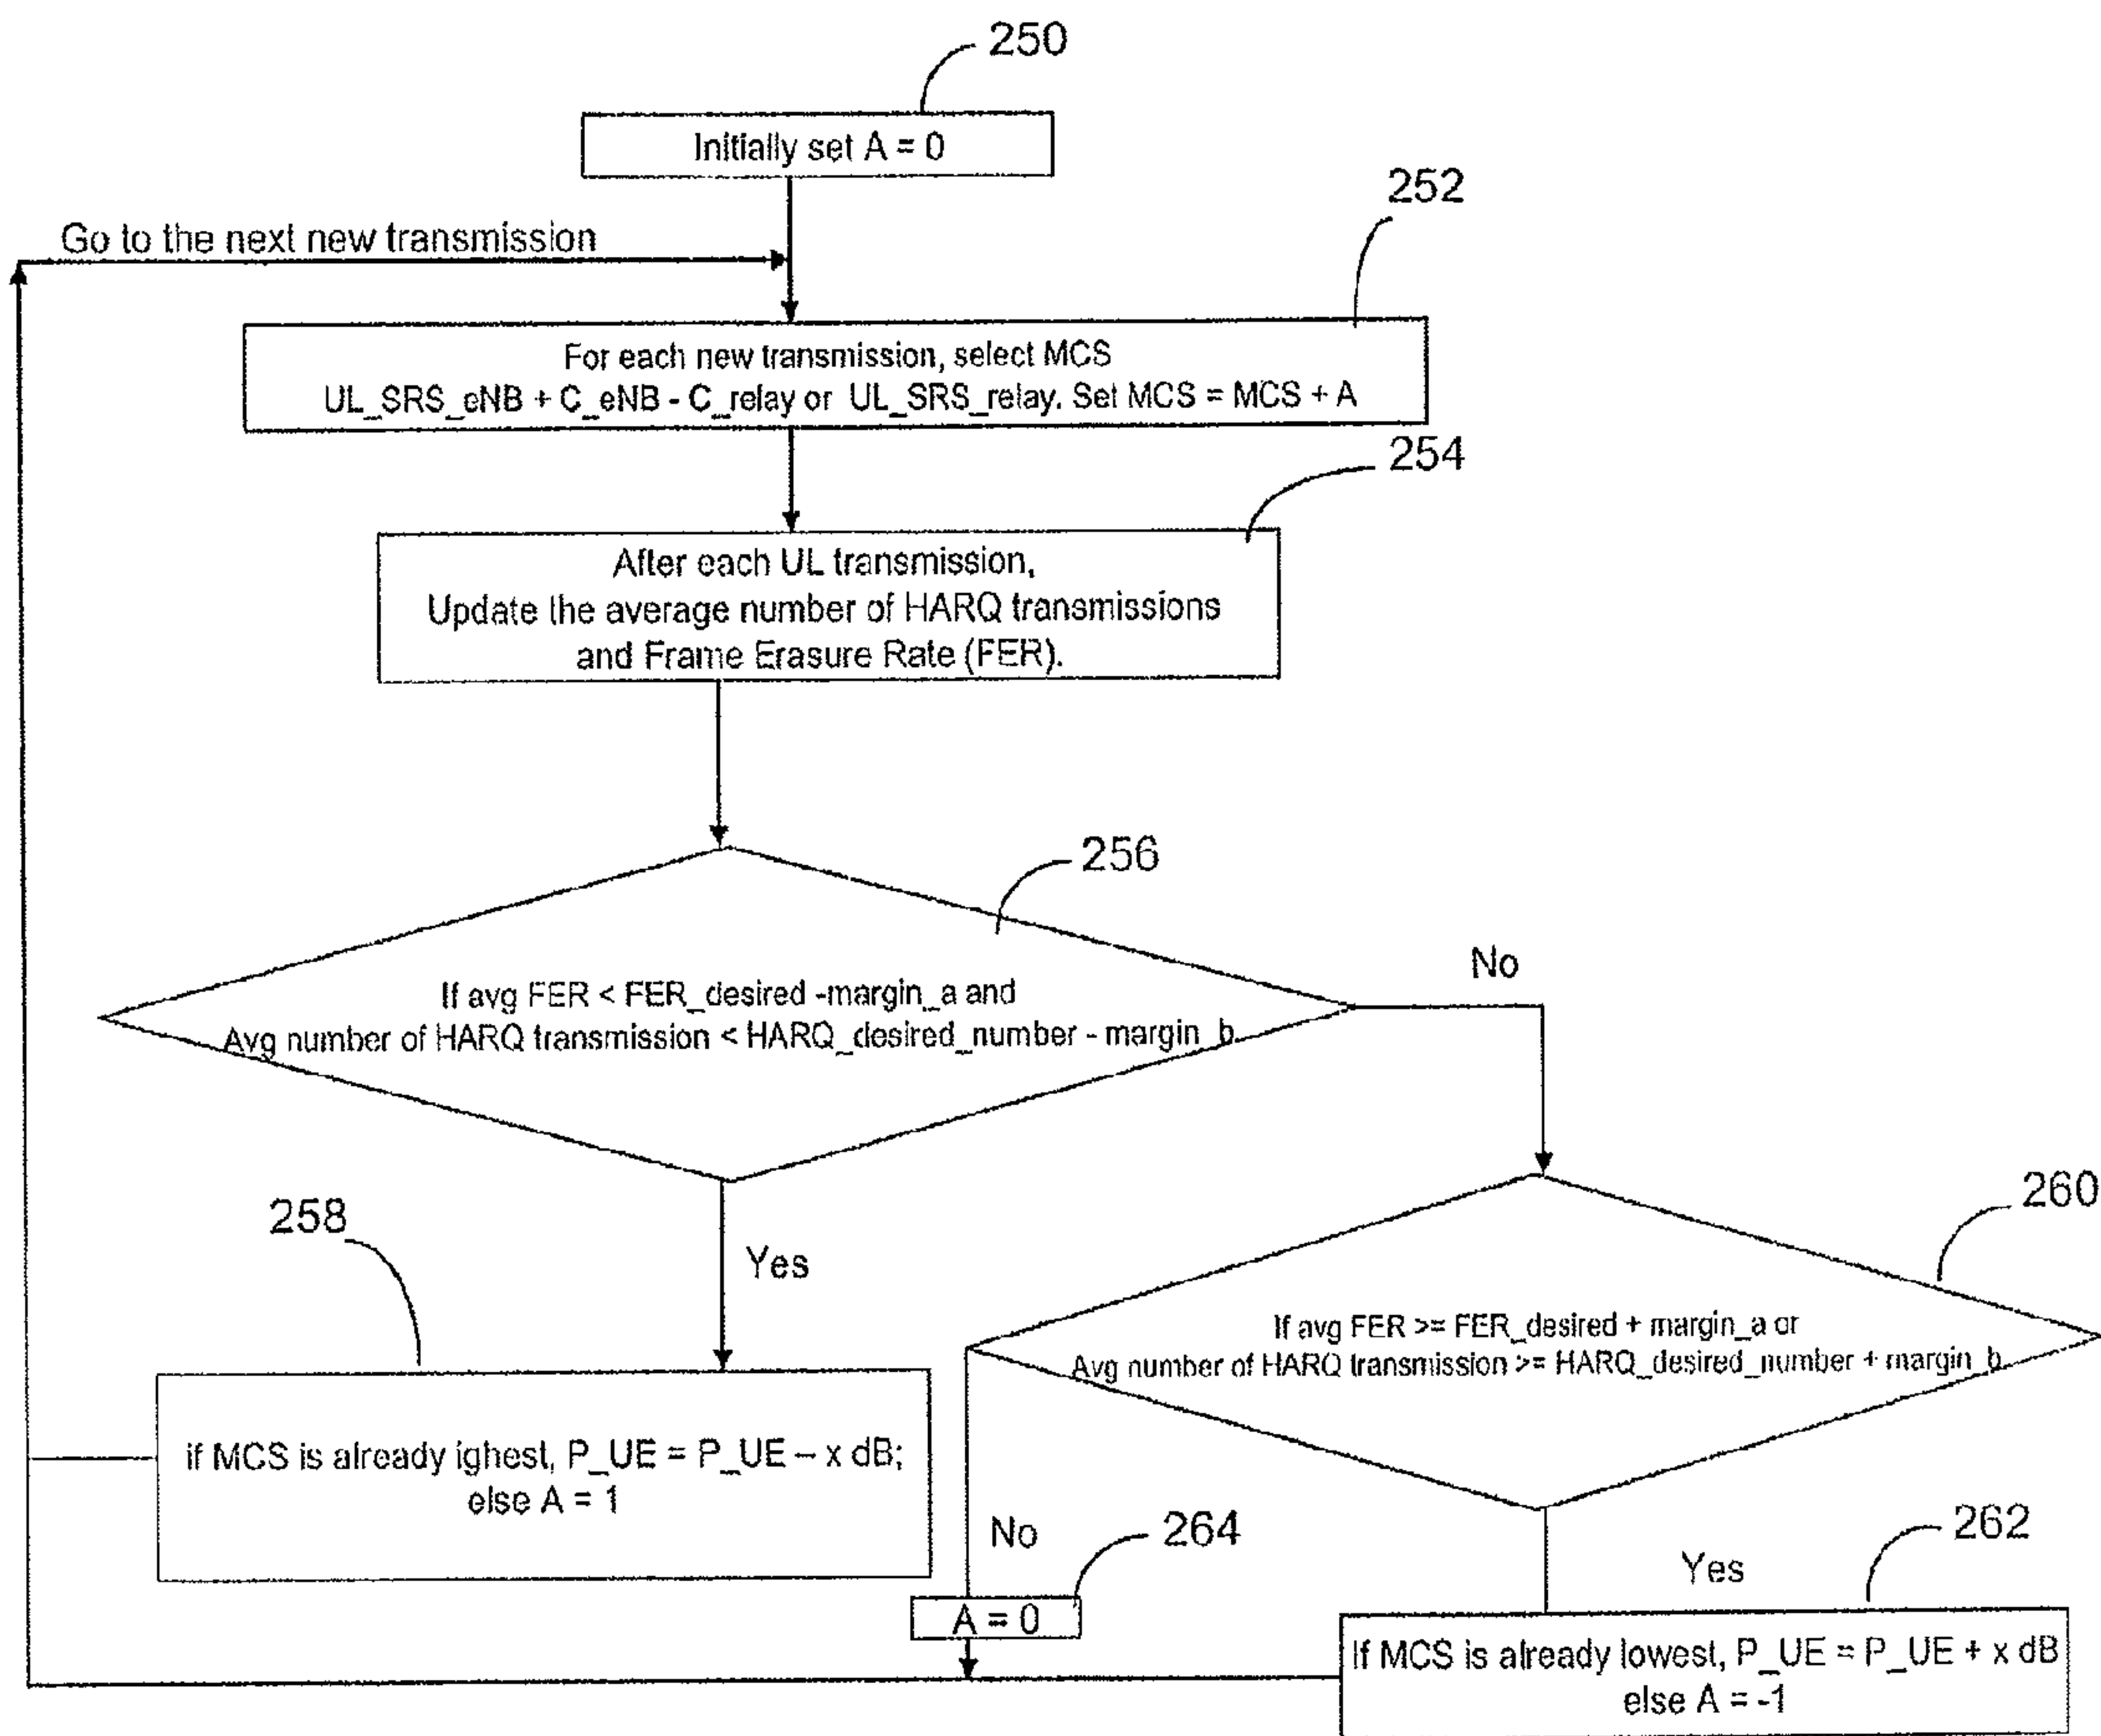 250
Initially set A = 0
252
Go to the next new transmission
For each new transmission, select MCS
UL_SRS_eNB + C_eNB - C_relay or UL_SRS_relay. Set MCS = MCS + A
254
After each UL transmission,
Update the average number of HARQ transmissions
and Frame Erasure Rate (FER).
256
No
If avg FER < FER_desired -margin_a and
Avg number of HARQ transmission < HARQ_desired_number - margin_b
258
Yes
260
If avg FER >= FER_desired + margin_a or
Avg number of HARQ transmission >= HARQ_desired_number + margin_b
if MCS is already ighest, P_UE = P_UE – x dB;
else A = 1
No
264
A = 0
Yes
262
If MCS is already lowest, P_UE = P_UE + x dB
else A = -1